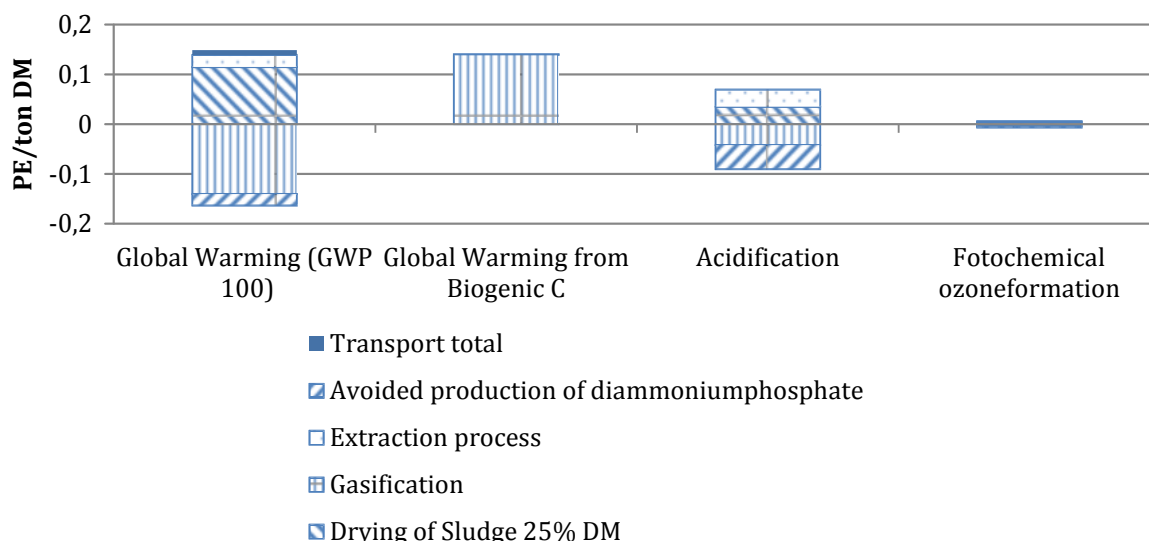 0,2
0,1
0
-0,1
-0,2
PE/ton DM
Global Warming (GWP 100)
Global Warming from Biogenic C
Acidification
Fotochemical ozoneformation
Transport total
Avoided production of diammoniumphosphate
Extraction process
Gasification
Drying of Sludge 25% DM